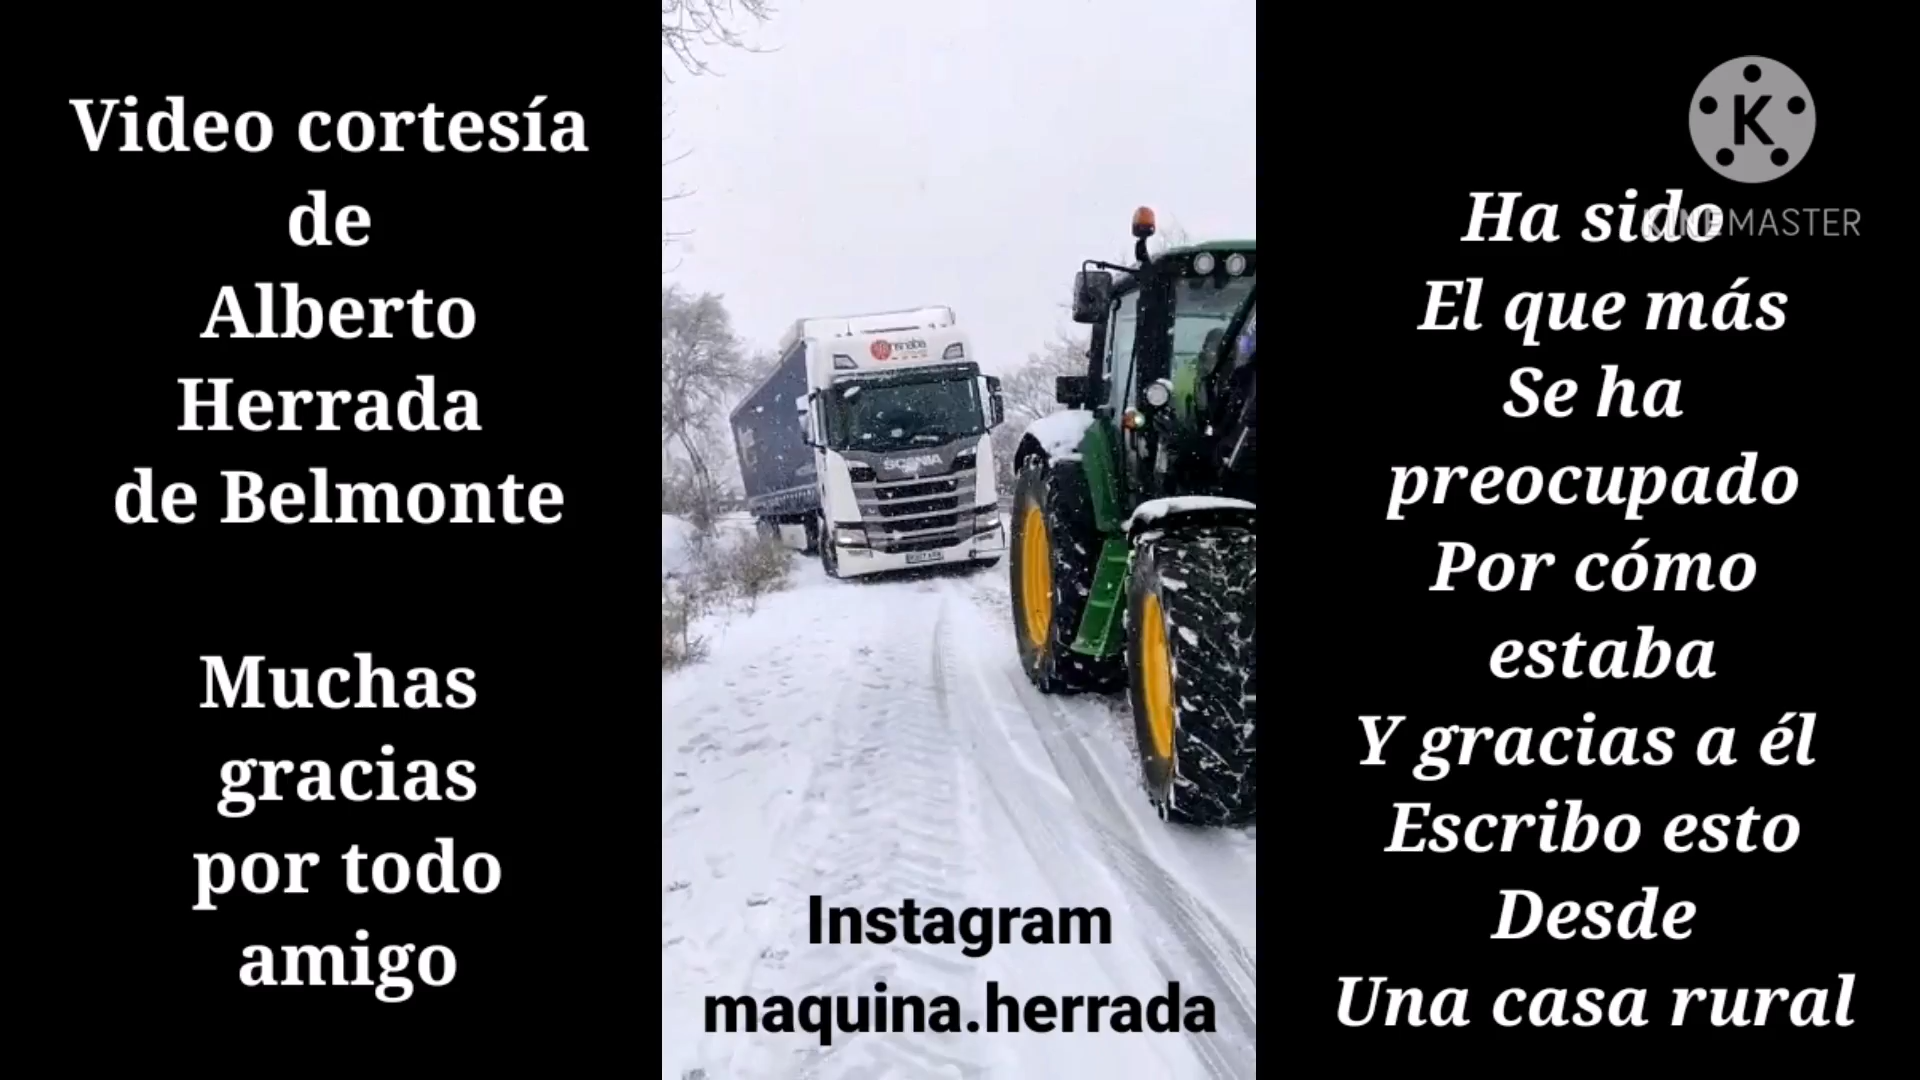 Video cortesía
de
Alberto
Herrada
de Belmonte
Muchas
gracias
por todo
amigo
SCANIA
Instagram
maquina.herrada
KINEMASTER
Ha sido
El que más
Se ha
preocupado
Por cómo
estaba
Y gracias a él
Escribo esto
Desde
Una casa rural